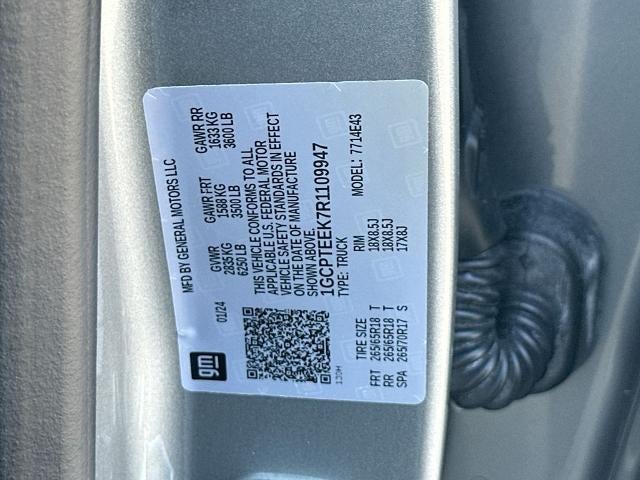 MFD BY GENERAL MOTORS LLC
01/24
GVWR GAWR FRT GAWR RR
2835 KG 1588 KG 1633 KG
6250 LB 3500 LB 3600 LB
THIS VEHICLE CONFORMS TO ALL
APPLICABLE U.S. FEDERAL MOTOR
VEHICLE SAFETY STANDARDS IN EFFECT
ON THE DATE OF MANUFACTURE
SHOWN ABOVE.
1GCPTEEK7R1109947
TYPE: TRUCK MODEL: 7714E43
gm
TIRE SIZE RIM
FRT 265/65R18 T 18X8.5J
RR 265/65R18 T 18X8.5J
SPA 265/70R17 S 17X8J